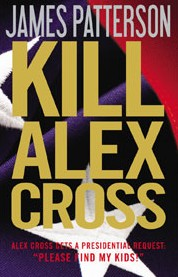 JAMES PATTERSON
KILL
ALEX
CROSS
ALEX CROSS GETS A PRESIDENTIAL REQUEST:
"PLEASE FIND MY KIDS!"